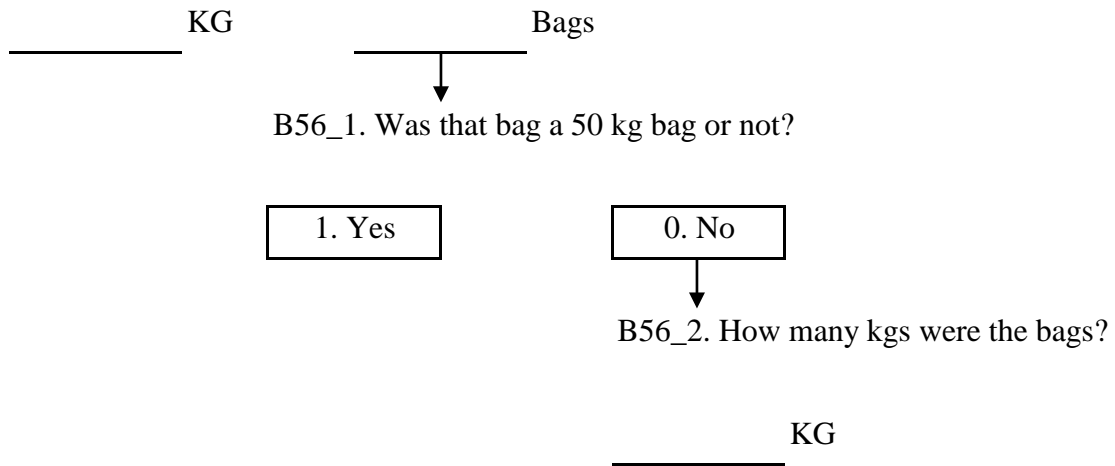 KG Bags
B56_1. Was that bag a 50 kg bag or not?
1. Yes 0. No
B56_2. How many kgs were the bags?
KG